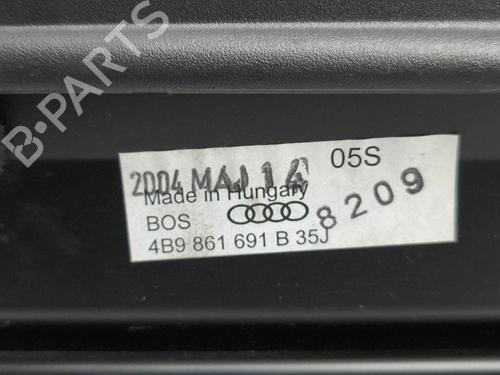 B-PARTS
2004 MAJ 14 05S
Made in Hungary
BOS 8209
4B9 861 691 B 35J